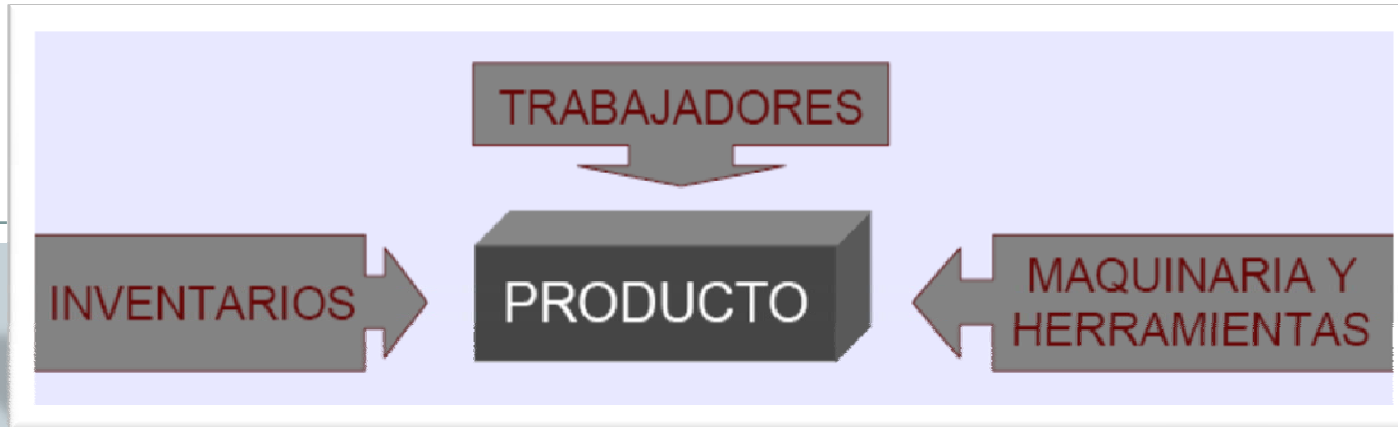 TRABAJADORES
INVENTARIOS
PRODUCTO
MAQUINARIA Y
HERRAMIENTAS